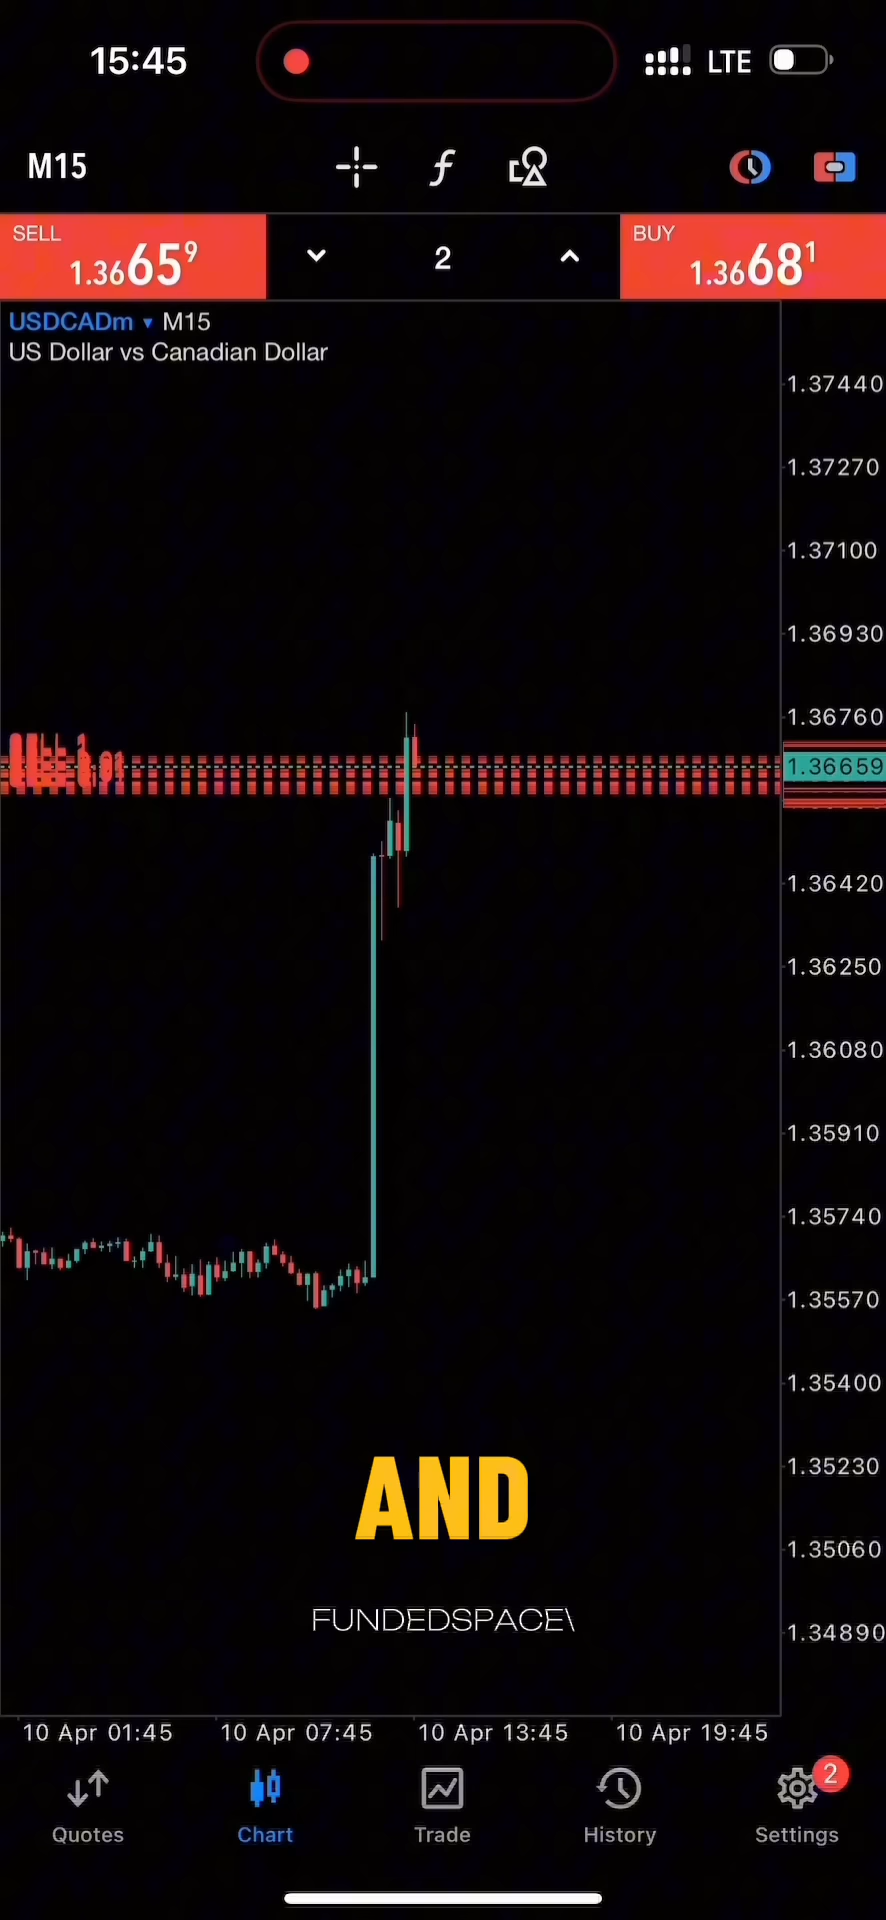 15:45
LTE
M15
SELL
1.36659
2
BUY
1.36681
USDCADm ▾ M15
US Dollar vs Canadian Dollar
1.37440
1.37270
1.37100
1.36930
1.36760
1.36659
1.36420
1.36250
1.36080
1.35910
1.35740
1.35570
1.35400
1.35230
1.35060
1.34890
AND
FUNDEDSPACE\
10 Apr 01:45
10 Apr 07:45
10 Apr 13:45
10 Apr 19:45
2
Quotes
Chart
Trade
History
Settings